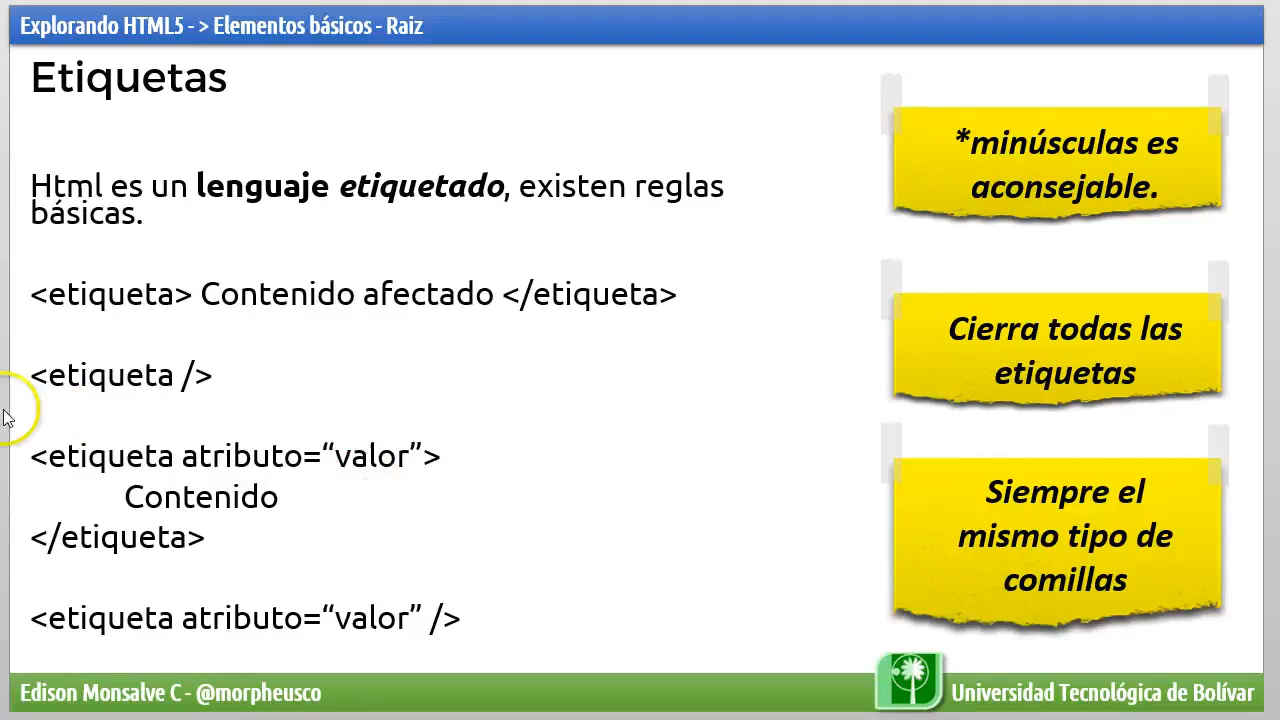 Explorando HTML5 - > Elementos básicos - Raiz
Etiquetas
Html es un lenguaje etiquetado, existen reglas
básicas.
<etiqueta> Contenido afectado </etiqueta>
<etiqueta />
<etiqueta atributo=“valor”>
Contenido
</etiqueta>
<etiqueta atributo=“valor” />
*minúsculas es
aconsejable.
Cierra todas las
etiquetas
Siempre el
mismo tipo de
comillas
Edison Monsalve C - @morpheusco
Universidad Tecnológica de Bolívar